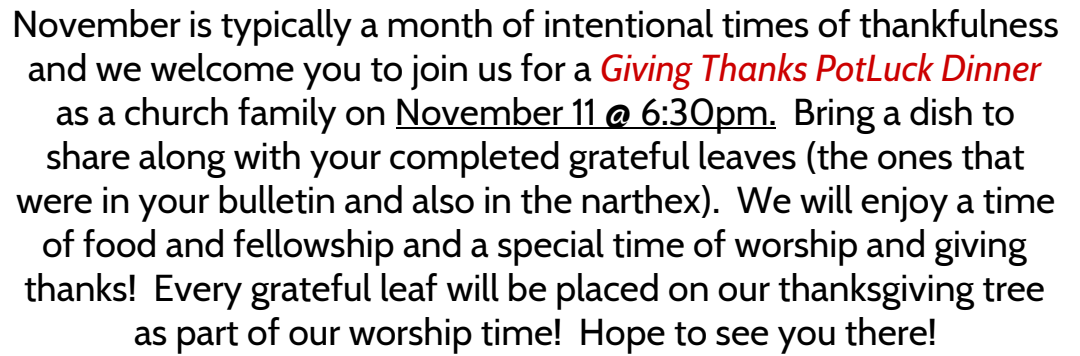 November is typically a month of intentional times of thankfulness
and we welcome you to join us for a Giving Thanks PotLuck Dinner
as a church family on November 11 @ 6:30pm.  Bring a dish to
share along with your completed grateful leaves (the ones that
were in your bulletin and also in the narthex).  We will enjoy a time
of food and fellowship and a special time of worship and giving
thanks!  Every grateful leaf will be placed on our thanksgiving tree
as part of our worship time!  Hope to see you there!